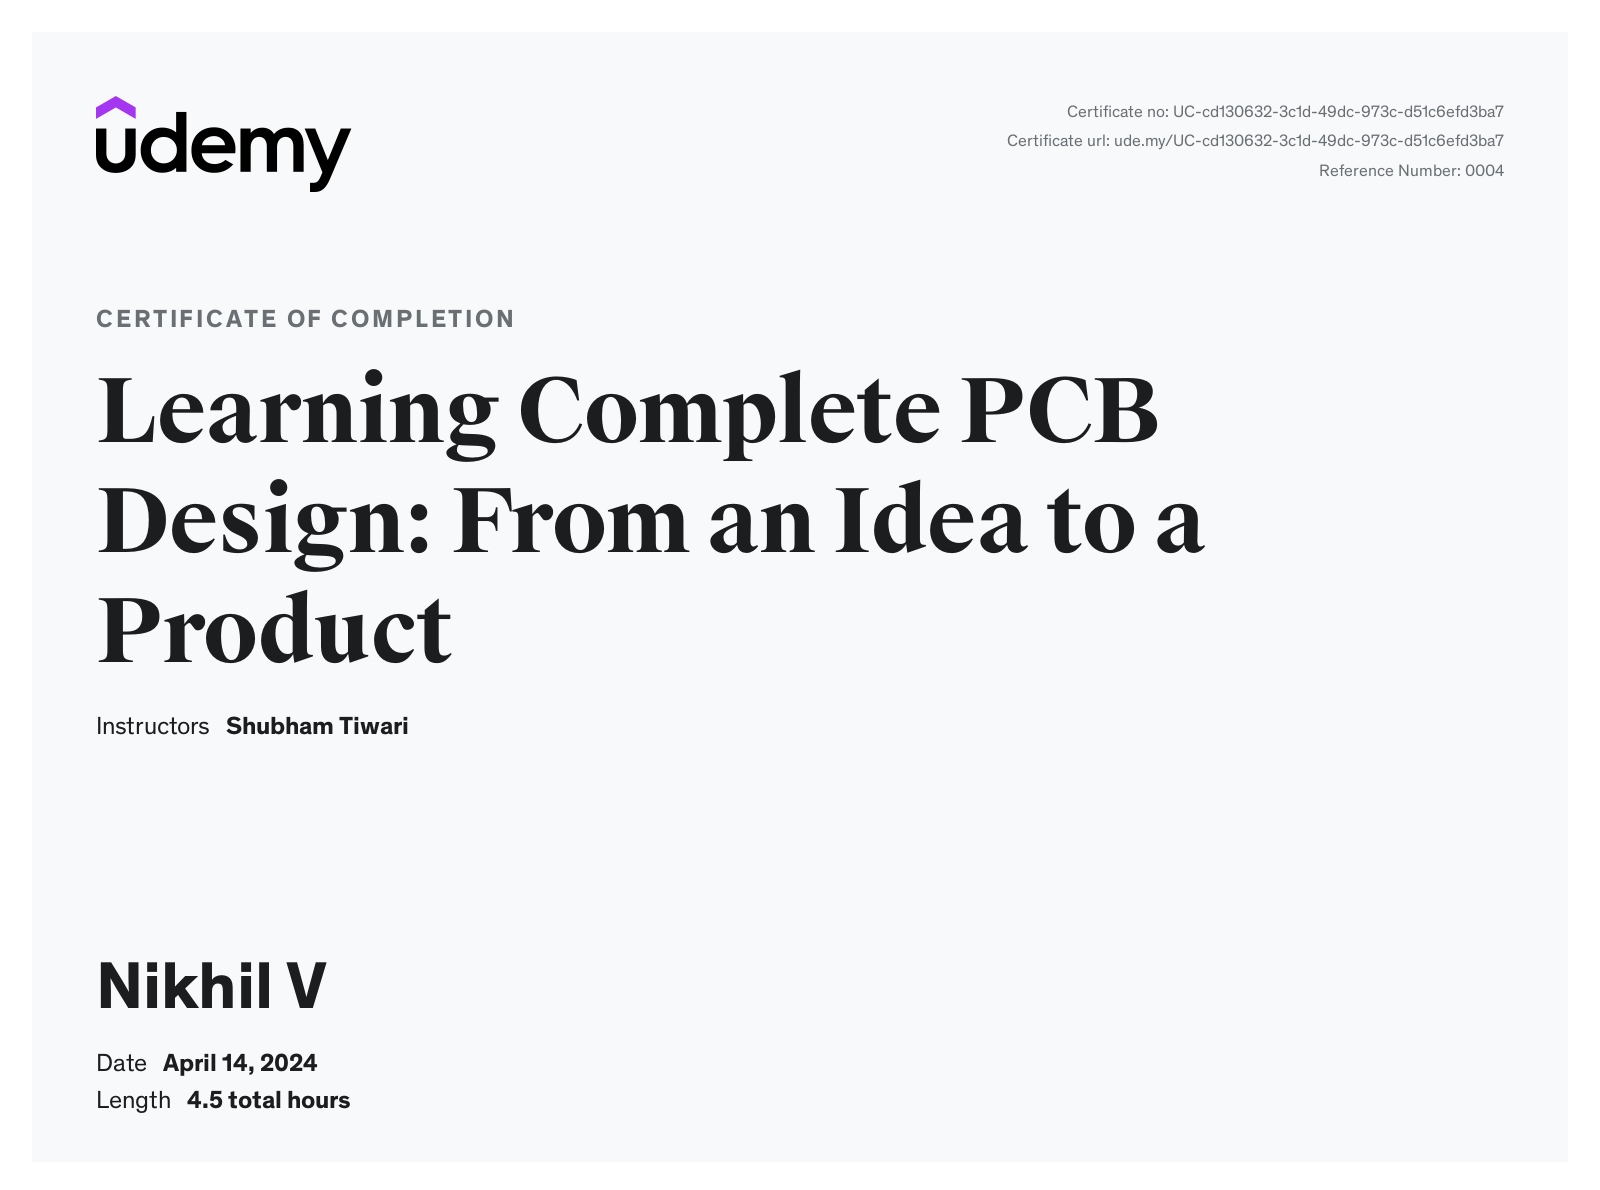 udemy
Certificate no: UC-cd130632-3c1d-49dc-973c-d51c6efd3ba7
Certificate url: ude.my/UC-cd130632-3c1d-49dc-973c-d51c6efd3ba7
Reference Number: 0004
CERTIFICATE OF COMPLETION
Learning Complete PCB
Design: From an Idea to a
Product
Instructors Shubham Tiwari
Nikhil V
Date April 14, 2024
Length 4.5 total hours